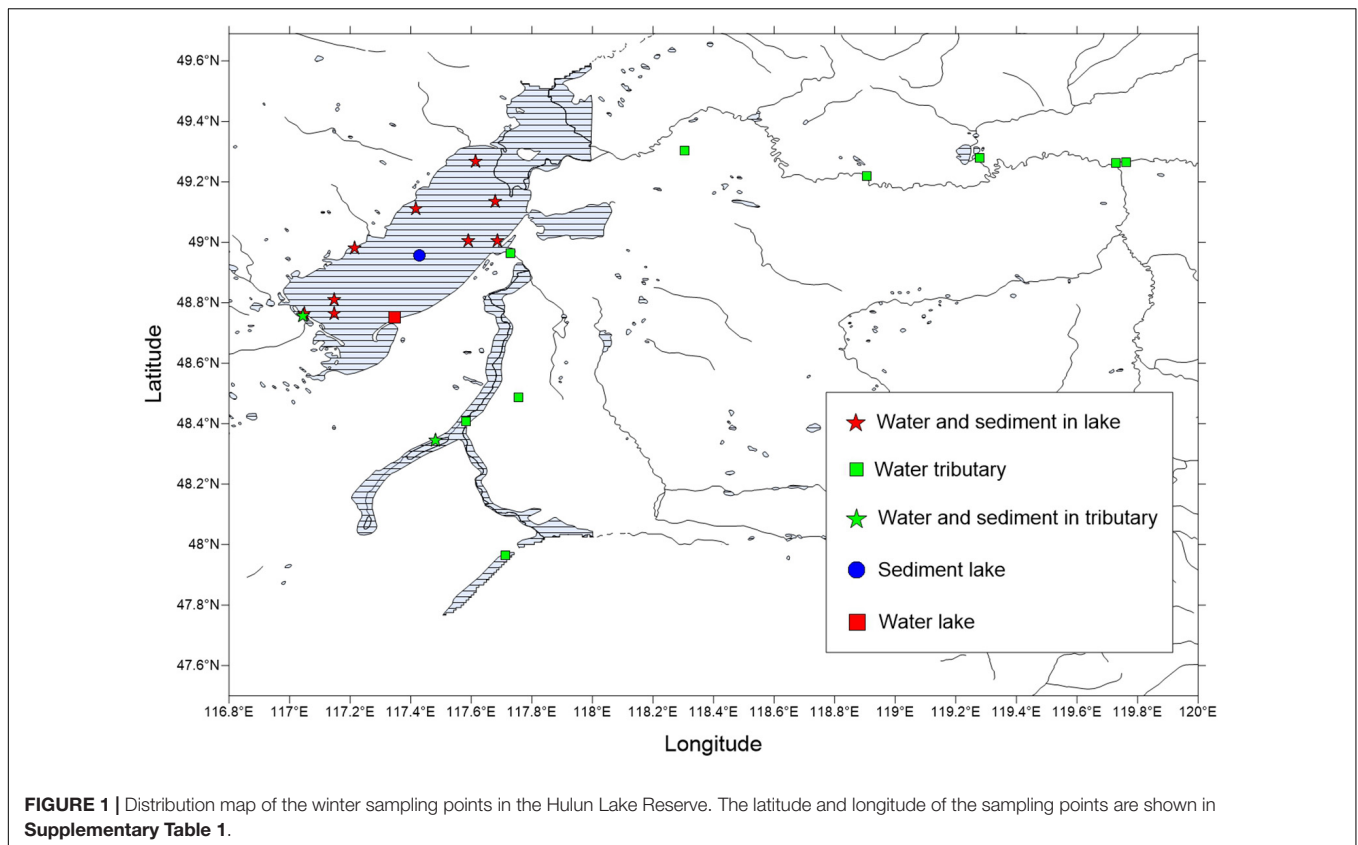 49.6°N
49.4°N
49.2°N
49°N
48.8°N
48.6°N
48.4°N
48.2°N
48°N
47.8°N
47.6°N
Latitude
116.8°E 117°E 117.2°E 117.4°E 117.6°E 117.8°E 118°E 118.2°E 118.4°E 118.6°E 118.8°E 119°E 119.2°E 119.4°E 119.6°E 119.8°E 120°E
Longitude
Water and sediment in lake
Water tributary
Water and sediment in tributary
Sediment lake
Water lake
FIGURE 1 | Distribution map of the winter sampling points in the Hulun Lake Reserve. The latitude and longitude of the sampling points are shown in
Supplementary Table 1.